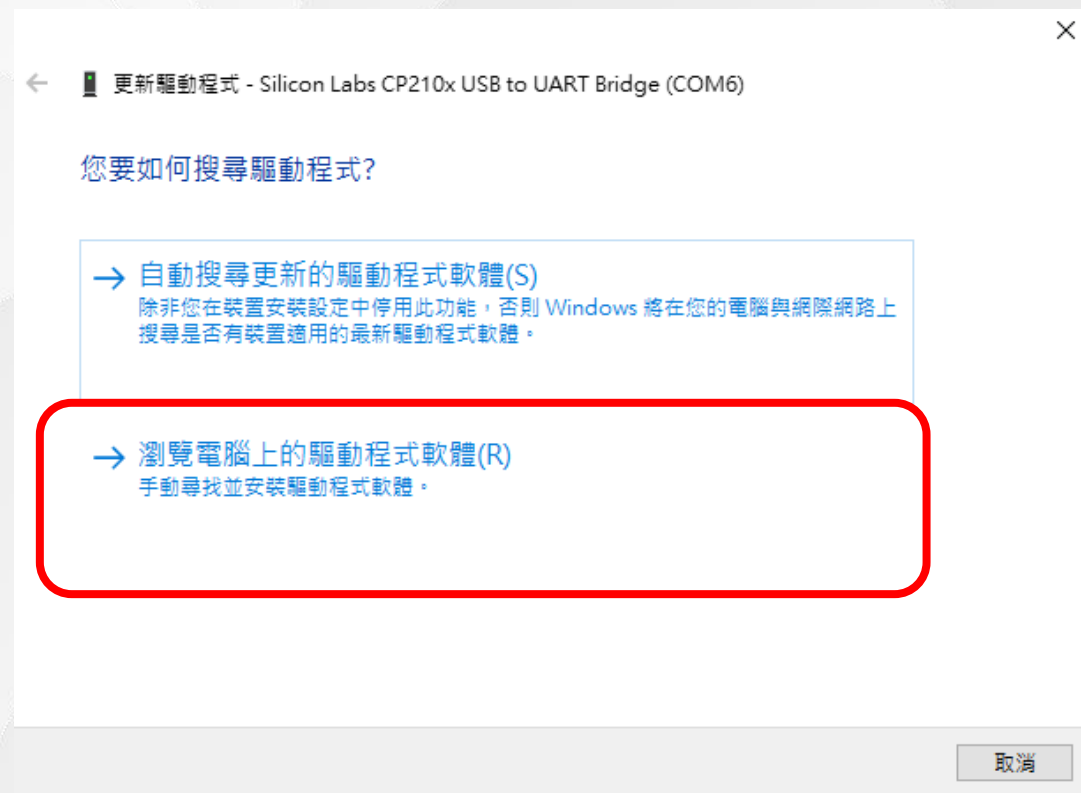 更新驅動程式 - Silicon Labs CP210x USB to UART Bridge (COM6)
您要如何搜尋驅動程式?
自動搜尋更新的驅動程式軟體(S)
除非您在裝置安裝設定中停用此功能，否則 Windows 將在您的電腦與網際網路上
搜尋是否有裝置適用的最新驅動程式軟體。
瀏覽電腦上的驅動程式軟體(R)
手動尋找並安裝驅動程式軟體。
取消